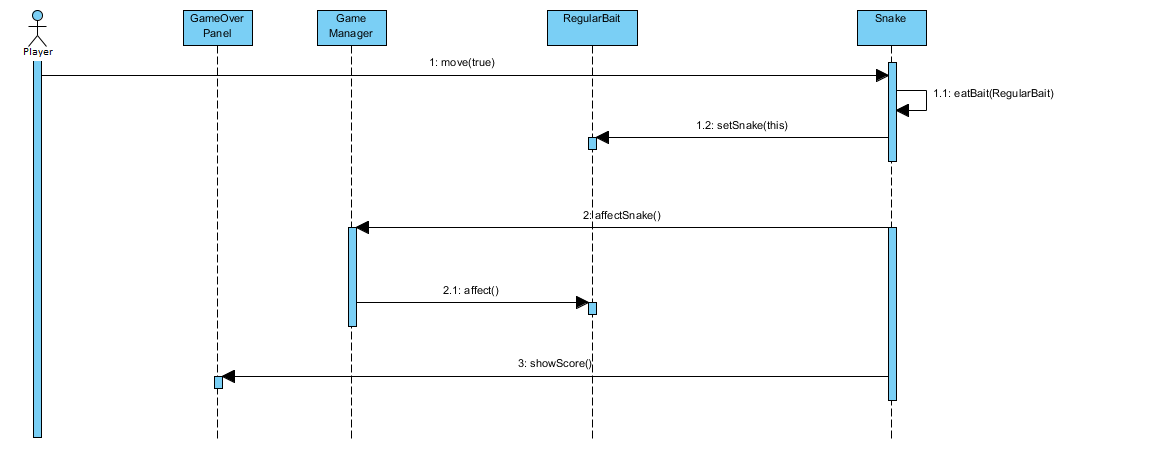 GameOver
Panel
Game
Manager
RegularBait
Snake
Player
1: move(true)
1.1: eatBait(RegularBait)
1.2: setSnake(this)
2: affectSnake()
2.1: affect()
3: showScore()